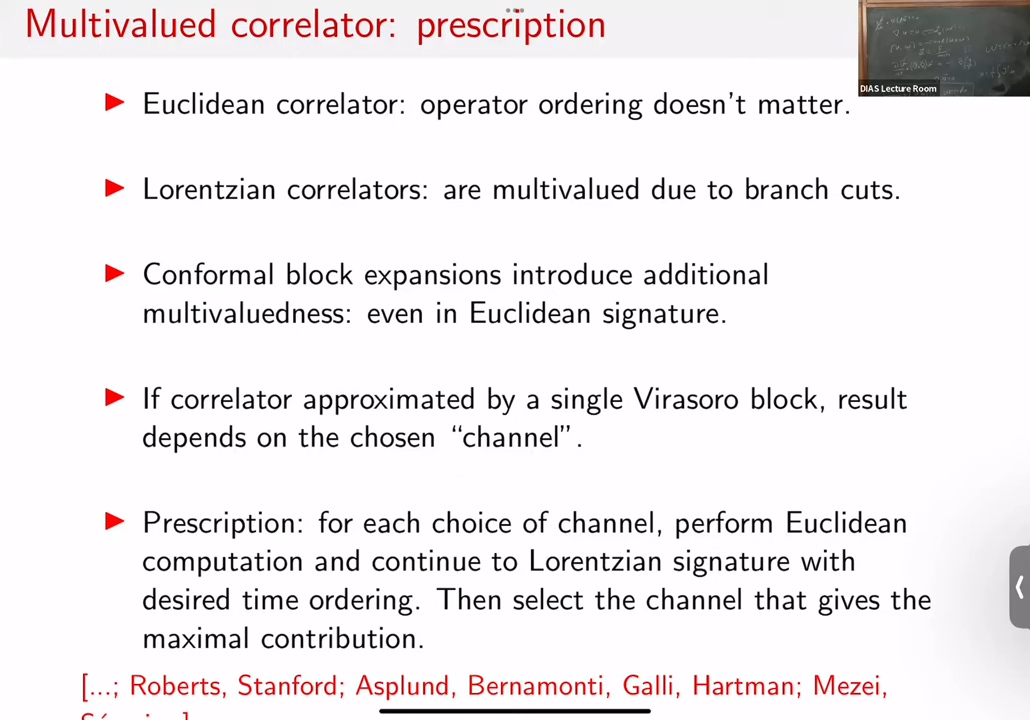 Multivalued correlator: prescription
Euclidean correlator: operator ordering doesn't matter.
DIAS Lecture Room
Lorentzian correlators: are multivalued due to branch cuts.
Conformal block expansions introduce additional
multivaluedness: even in Euclidean signature.
If correlator approximated by a single Virasoro block, result
depends on the chosen "channel".
Prescription: for each choice of channel, perform Euclidean
computation and continue to Lorentzian signature with
desired time ordering. Then select the channel that gives the
maximal contribution.
[...; Roberts, Stanford; Asplund, Bernamonti, Galli, Hartman; Mezei,